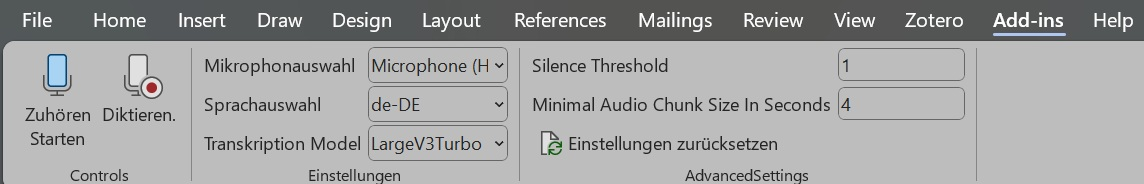 File Home Insert Draw Design Layout References Mailings Review View Zotero Add-ins Help
Mikrophonauswahl Microphone (H Silence Threshold 1
Zuhören Diktieren. Sprachauswahl de-DE Minimal Audio Chunk Size In Seconds 4
Starten Transkription Model LargeV3Turbo Einstellungen zurücksetzen
Controls Einstellungen AdvancedSettings